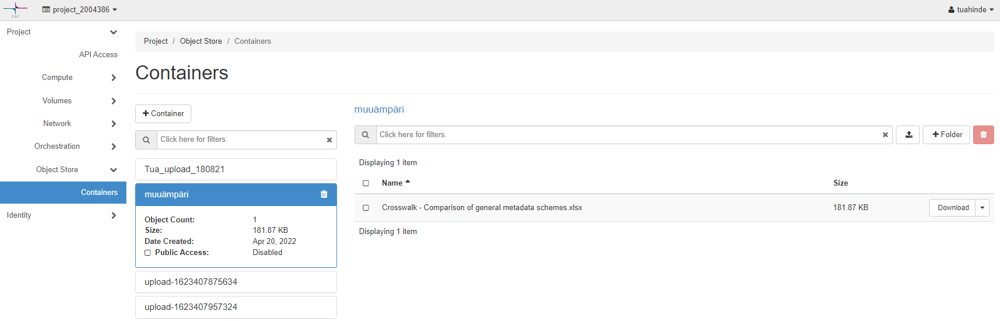 csc
project_2004386
tuahinde
Project
API Access
Compute
Volumes
Network
Orchestration
Object Store
Containers
Identity
Project / Object Store / Containers
Containers
+ Container
Click here for filters.
Tua_upload_180821
muuämpäri
Object Count: 1
Size: 181.87 KB
Date Created: Apr 20, 2022
Public Access: Disabled
upload-1623407875634
upload-1623407957324
muuämpäri
Click here for filters.
+ Folder
Displaying 1 item
Name Size
Crosswalk - Comparison of general metadata schemes.xlsx 181.87 KB Download
Displaying 1 item